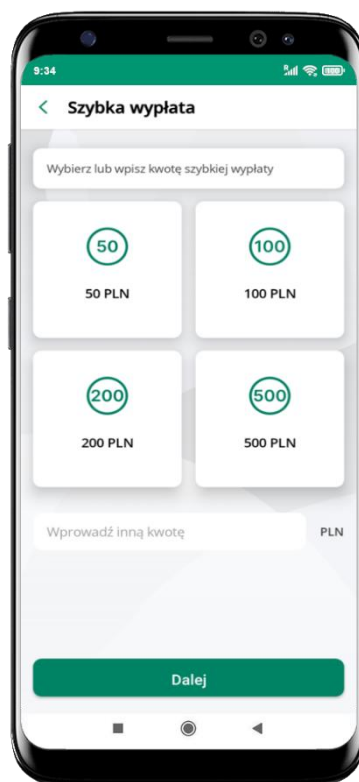 9:34
Szybka wypłata
Wybierz lub wpisz kwotę szybkiej wypłaty
50
100
50 PLN
100 PLN
200
500
200 PLN
500 PLN
Wprowadź inną kwotę
PLN
Dalej